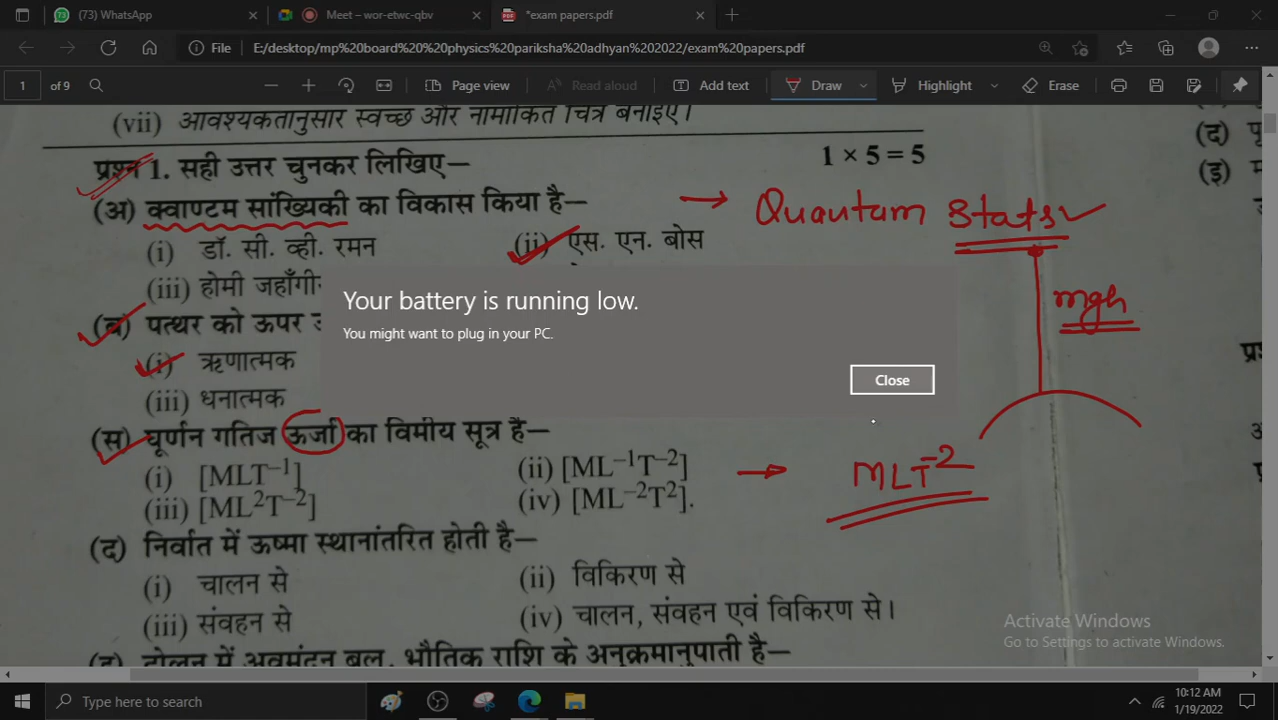 (73) WhatsApp
Meet – wor-etwc-qbv
*exam papers.pdf
File E:/desktop/mp%20board%20%20physics%20pariksha%20adhyan%202022/exam%20papers.pdf
1 of 9 Page view Read aloud Add text Draw Highlight Erase
(vii) आवश्यकतानुसार स्वच्छ और नामांकित चित्र बनाइए।
प्रश्न 1. सही उत्तर चुनकर लिखिए– 1 × 5 = 5
(अ) क्वाण्टम सांख्यिकी का विकास किया है– → Quantum Stats
(i) डॉ. सी. व्ही. रमन (ii) एस. एन. बोस
(iii) होमी जहाँगी
mgh
Your battery is running low.
You might want to plug in your PC.
Close
(ब) पत्थर को ऊपर
(i) ऋणात्मक
(iii) धनात्मक
(स) घूर्णन गतिज ऊर्जा का विमीय सूत्र है–
(i) [MLT⁻¹] (ii) [ML⁻¹T⁻²] → MLT⁻²
(iii) [ML²T⁻²] (iv) [ML⁻²T²].
(द) निर्वात में ऊष्मा स्थानांतरित होती है–
(i) चालन से (ii) विकिरण से
(iii) संवहन से (iv) चालन, संवहन एवं विकिरण से।
दोलन में अवमंदन बल, भौतिक राशि के अनुक्रमानुपाती है–
(द)
(इ)
Activate Windows
Go to Settings to activate Windows.
Type here to search
10:12 AM
1/19/2022